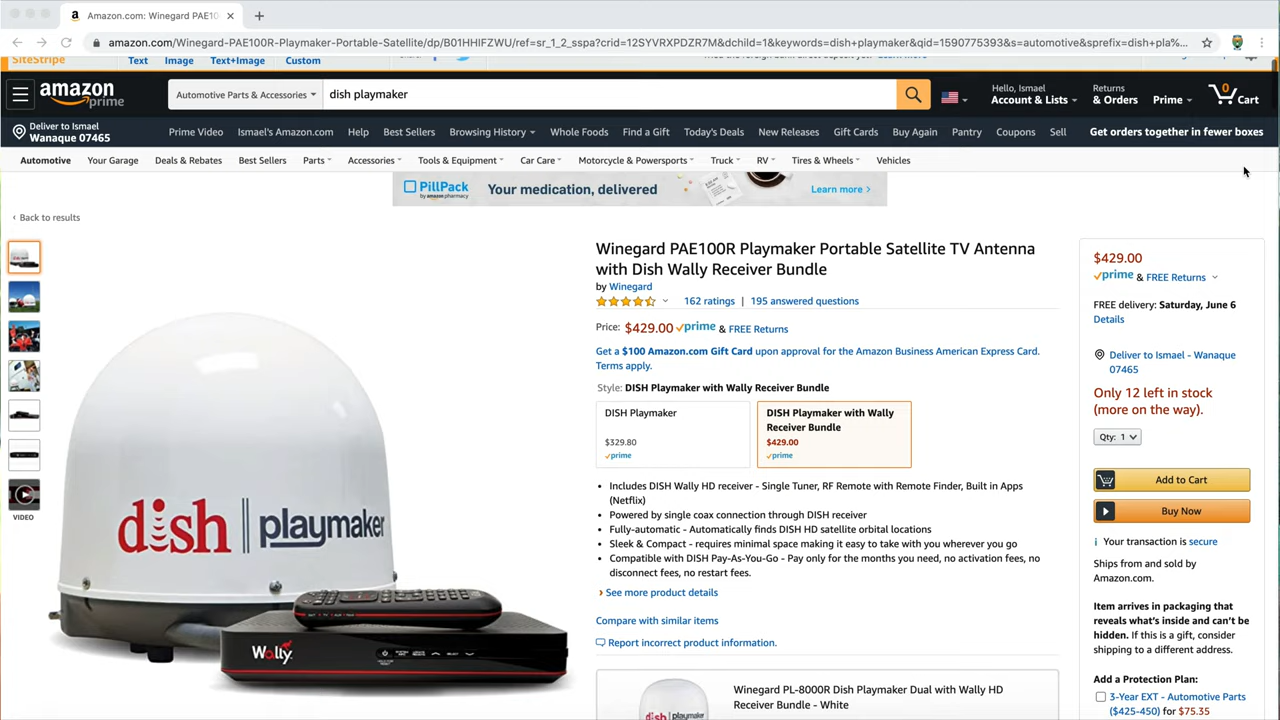 Amazon.com: Winegard PAE10
amazon.com/Winegard-PAE100R-Playmaker-Portable-Satellite/dp/B01HHIFZWU/ref=sr_1_2_sspa?crid=12SYVRXPDZR7M&dchild=1&keywords=dish+playmaker&qid=1590775393&s=automotive&sprefix=dish+pla%...
SiteStripe Text Image Text+Image Custom
amazon prime
Automotive Parts & Accessories
dish playmaker
Hello, Ismael
Account & Lists
Returns
& Orders
Prime
0
Cart
Deliver to Ismael
Wanaque 07465
Prime Video Ismael's Amazon.com Help Best Sellers Browsing History Whole Foods Find a Gift Today's Deals New Releases Gift Cards Buy Again Pantry Coupons Sell
Get orders together in fewer boxes
Automotive Your Garage Deals & Rebates Best Sellers Parts Accessories Tools & Equipment Car Care Motorcycle & Powersports Truck RV Tires & Wheels Vehicles
PillPack
by amazon pharmacy
Your medication, delivered
Learn more ›
‹ Back to results
VIDEO
dish playmaker
Wally
Winegard PAE100R Playmaker Portable Satellite TV Antenna
with Dish Wally Receiver Bundle
by Winegard
162 ratings | 195 answered questions
Price: $429.00 prime & FREE Returns
Get a $100 Amazon.com Gift Card upon approval for the Amazon Business American Express Card.
Terms apply.
Style: DISH Playmaker with Wally Receiver Bundle
DISH Playmaker
$329.80
prime
DISH Playmaker with Wally
Receiver Bundle
$429.00
prime
• Includes DISH Wally HD receiver - Single Tuner, RF Remote with Remote Finder, Built in Apps
(Netflix)
• Powered by single coax connection through DISH receiver
• Fully-automatic - Automatically finds DISH HD satellite orbital locations
• Sleek & Compact - requires minimal space making it easy to take with you wherever you go
• Compatible with DISH Pay-As-You-Go - Pay only for the months you need, no activation fees, no
disconnect fees, no restart fees.
› See more product details
Compare with similar items
Report incorrect product information.
dish playmaker
Winegard PL-8000R Dish Playmaker Dual with Wally HD
Receiver Bundle - White
$429.00
prime & FREE Returns
FREE delivery: Saturday, June 6
Details
Deliver to Ismael - Wanaque
07465
Only 12 left in stock
(more on the way).
Qty: 1
Add to Cart
Buy Now
Your transaction is secure
Ships from and sold by
Amazon.com.
Item arrives in packaging that
reveals what's inside and can't be
hidden. If this is a gift, consider
shipping to a different address.
Add a Protection Plan:
3-Year EXT - Automotive Parts
($425-450) for $75.35